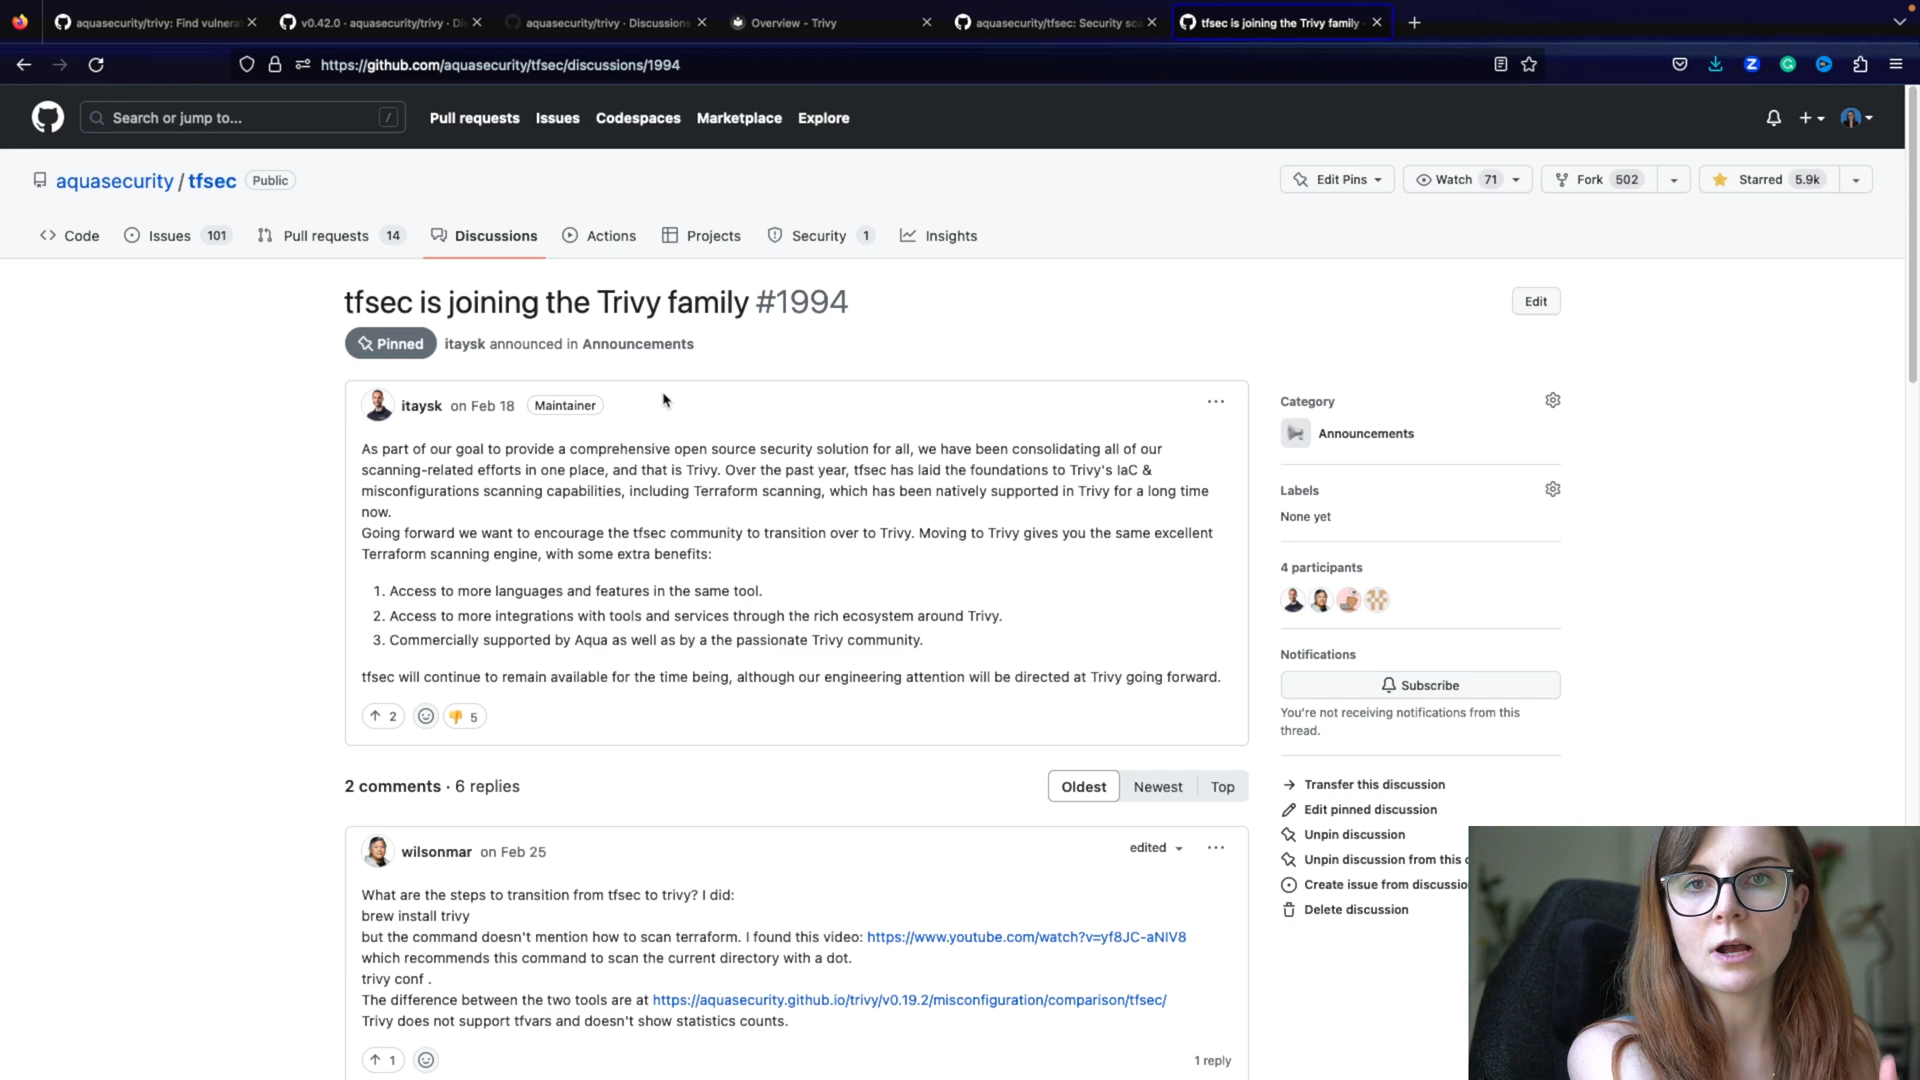 aquasecurity/trivy: Find vulnera
v0.42.0 · aquasecurity/trivy · Dis
aquasecurity/trivy · Discussions
Overview - Trivy
aquasecurity/tfsec: Security sca
tfsec is joining the Trivy family
https://github.com/aquasecurity/tfsec/discussions/1994
Search or jump to... /
Pull requests Issues Codespaces Marketplace Explore
aquasecurity / tfsec Public
Edit Pins Watch 71 Fork 502 Starred 5.9k
Code Issues 101 Pull requests 14 Discussions Actions Projects Security 1 Insights
tfsec is joining the Trivy family #1994
Edit
Pinned itaysk announced in Announcements
itaysk on Feb 18 Maintainer
As part of our goal to provide a comprehensive open source security solution for all, we have been consolidating all of our
scanning-related efforts in one place, and that is Trivy. Over the past year, tfsec has laid the foundations to Trivy's IaC &
misconfigurations scanning capabilities, including Terraform scanning, which has been natively supported in Trivy for a long time
now.
Going forward we want to encourage the tfsec community to transition over to Trivy. Moving to Trivy gives you the same excellent
Terraform scanning engine, with some extra benefits:
1. Access to more languages and features in the same tool.
2. Access to more integrations with tools and services through the rich ecosystem around Trivy.
3. Commercially supported by Aqua as well as by a the passionate Trivy community.
tfsec will continue to remain available for the time being, although our engineering attention will be directed at Trivy going forward.
2 5
2 comments · 6 replies
Oldest Newest Top
wilsonmar on Feb 25
edited
What are the steps to transition from tfsec to trivy? I did:
brew install trivy
but the command doesn't mention how to scan terraform. I found this video: https://www.youtube.com/watch?v=yf8JC-aNlV8
which recommends this command to scan the current directory with a dot.
trivy conf .
The difference between the two tools are at https://aquasecurity.github.io/trivy/v0.19.2/misconfiguration/comparison/tfsec/
Trivy does not support tfvars and doesn't show statistics counts.
1
1 reply
Category
Announcements
Labels
None yet
4 participants
Notifications
Subscribe
You're not receiving notifications from this
thread.
Transfer this discussion
Edit pinned discussion
Unpin discussion
Unpin discussion from this
Create issue from discussio
Delete discussion